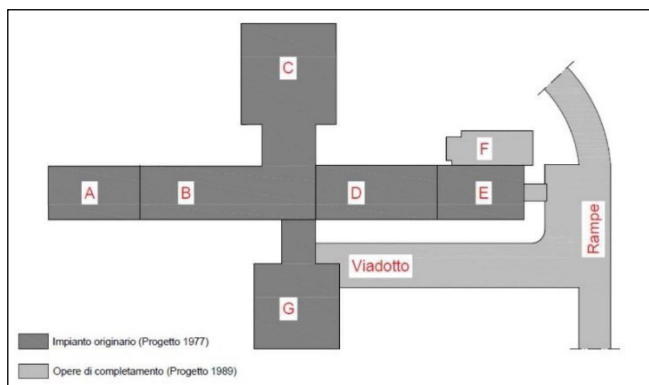 C
F
A
B
D
E
Rampe
Viadotto
G
Impianto originario (Progetto 1977)
Opere di completamento (Progetto 1989)